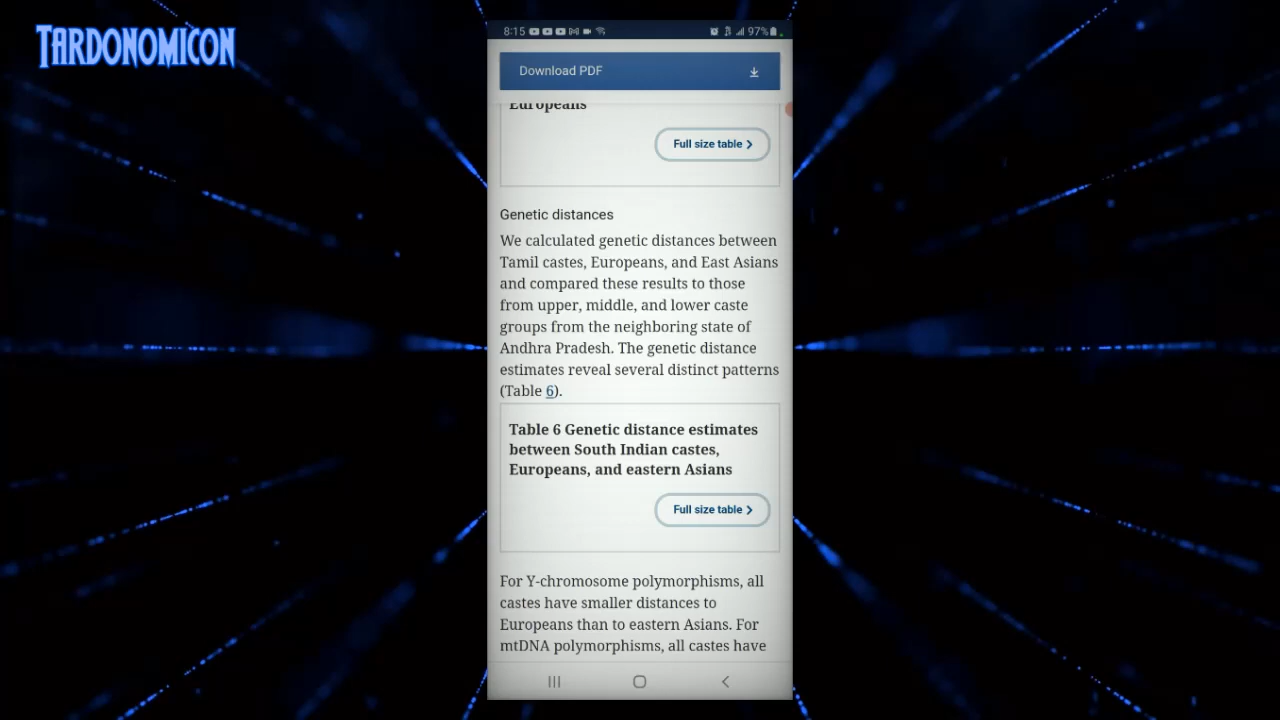 TARDONOMICON
8:15
97%
Download PDF
Europeans
Full size table
Genetic distances
We calculated genetic distances between
Tamil castes, Europeans, and East Asians
and compared these results to those
from upper, middle, and lower caste
groups from the neighboring state of
Andhra Pradesh. The genetic distance
estimates reveal several distinct patterns
(Table 6).
Table 6 Genetic distance estimates
between South Indian castes,
Europeans, and eastern Asians
Full size table
For Y-chromosome polymorphisms, all
castes have smaller distances to
Europeans than to eastern Asians. For
mtDNA polymorphisms, all castes have